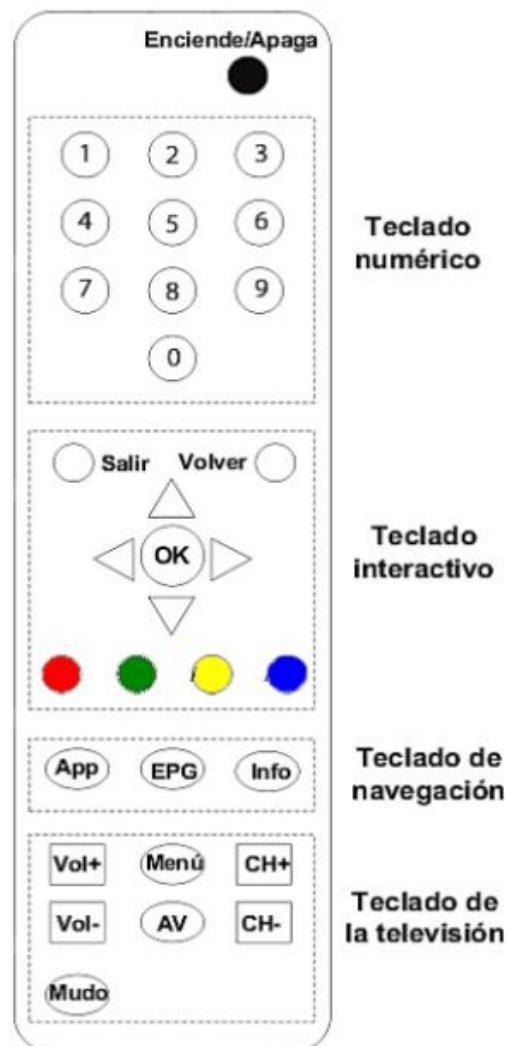 Enciende/Apaga
1 2 3
4 5 6
7 8 9
0
Teclado
numérico
Salir Volver
OK
Teclado
interactivo
App EPG Info
Teclado de
navegación
Vol+ Menú CH+
Vol- AV CH-
Mudo
Teclado de
la televisión